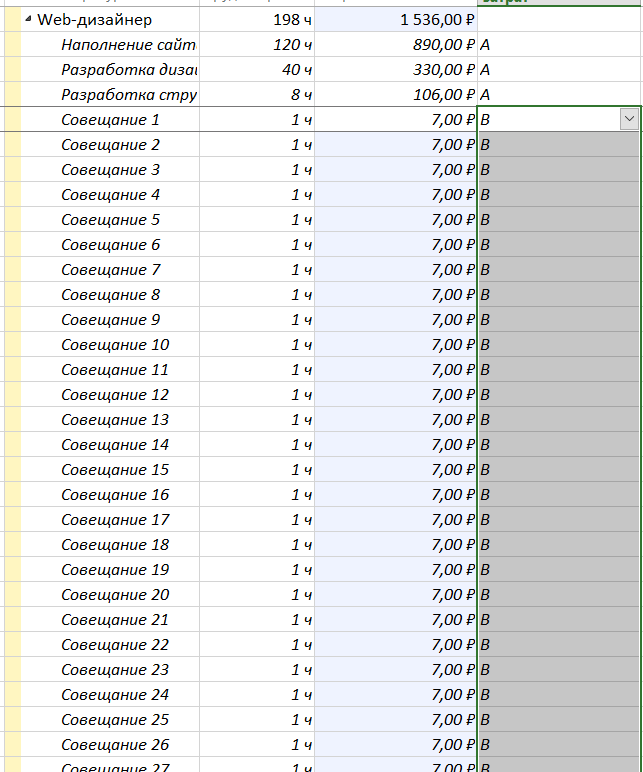 затрат
Web-дизайнер 198 ч 1 536,00 ₽
Наполнение сайт 120 ч 890,00 ₽ A
Разработка диза 40 ч 330,00 ₽ A
Разработка стру 8 ч 106,00 ₽ A
Совещание 1 1 ч 7,00 ₽ B
Совещание 2 1 ч 7,00 ₽ B
Совещание 3 1 ч 7,00 ₽ B
Совещание 4 1 ч 7,00 ₽ B
Совещание 5 1 ч 7,00 ₽ B
Совещание 6 1 ч 7,00 ₽ B
Совещание 7 1 ч 7,00 ₽ B
Совещание 8 1 ч 7,00 ₽ B
Совещание 9 1 ч 7,00 ₽ B
Совещание 10 1 ч 7,00 ₽ B
Совещание 11 1 ч 7,00 ₽ B
Совещание 12 1 ч 7,00 ₽ B
Совещание 13 1 ч 7,00 ₽ B
Совещание 14 1 ч 7,00 ₽ B
Совещание 15 1 ч 7,00 ₽ B
Совещание 16 1 ч 7,00 ₽ B
Совещание 17 1 ч 7,00 ₽ B
Совещание 18 1 ч 7,00 ₽ B
Совещание 19 1 ч 7,00 ₽ B
Совещание 20 1 ч 7,00 ₽ B
Совещание 21 1 ч 7,00 ₽ B
Совещание 22 1 ч 7,00 ₽ B
Совещание 23 1 ч 7,00 ₽ B
Совещание 24 1 ч 7,00 ₽ B
Совещание 25 1 ч 7,00 ₽ B
Совещание 26 1 ч 7,00 ₽ B
Совещание 27 1 ч 7,00 ₽ B